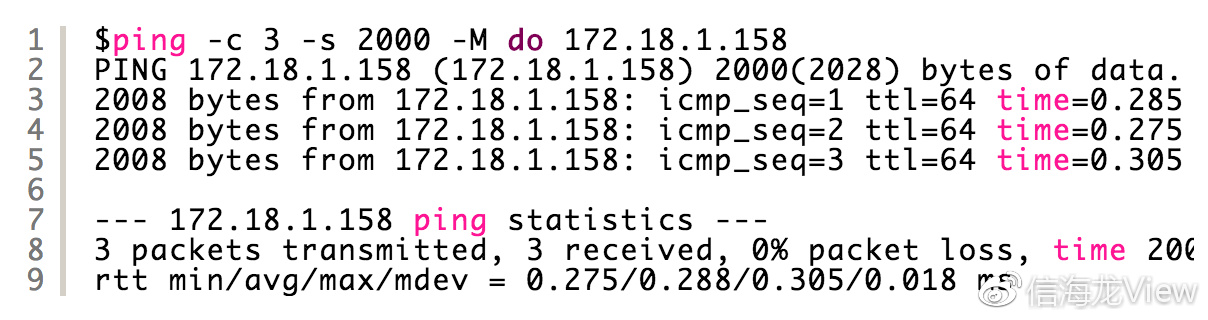 1 $ping -c 3 -s 2000 -M do 172.18.1.158
2 PING 172.18.1.158 (172.18.1.158) 2000(2028) bytes of data.
3 2008 bytes from 172.18.1.158: icmp_seq=1 ttl=64 time=0.285
4 2008 bytes from 172.18.1.158: icmp_seq=2 ttl=64 time=0.275
5 2008 bytes from 172.18.1.158: icmp_seq=3 ttl=64 time=0.305
6
7 --- 172.18.1.158 ping statistics ---
8 3 packets transmitted, 3 received, 0% packet loss, time 200
9 rtt min/avg/max/mdev = 0.275/0.288/0.305/0.018 ms
信海龙View